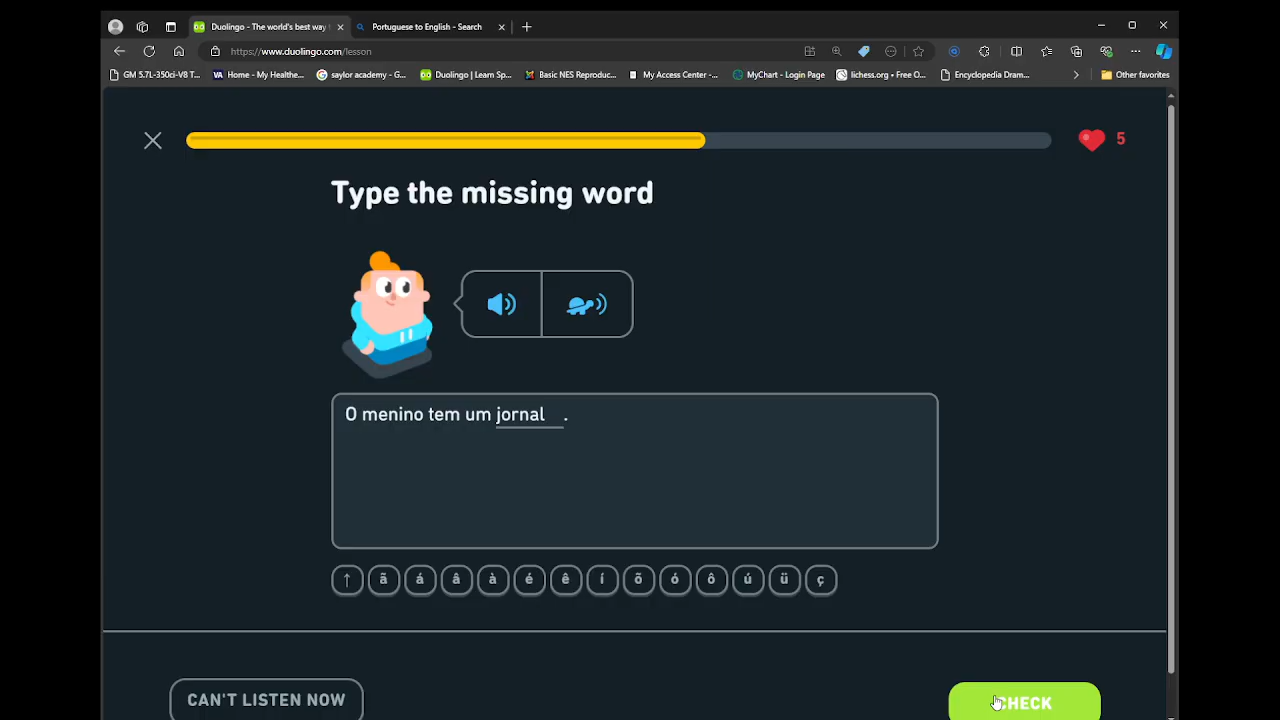 Duolingo - The world's best way
Portuguese to English - Search
https://www.duolingo.com/lesson
GM 5.7L-350ci-V8 T...
Home - My Healthe...
saylor academy - G...
Duolingo | Learn Sp...
Basic NES Reproduc...
My Access Center -...
MyChart - Login Page
lichess.org • Free O...
Encyclopedia Dram...
Other favorites
5
Type the missing word
O menino tem um jornal .
↑ ã á â à é ê í õ ó ô ú ü ç
CAN'T LISTEN NOW
CHECK